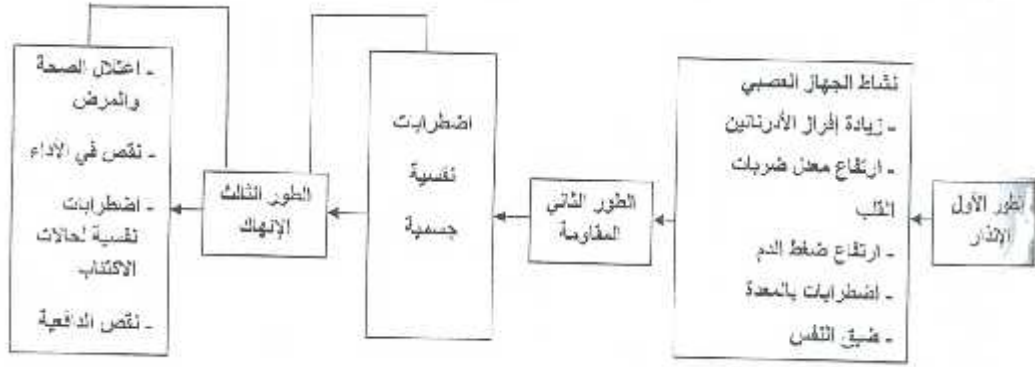 الطور الأول
الإنذار
نشاط الجهاز العصبي
- زيادة إفراز الأدرنالين
- ارتفاع معدل ضربات
القلب
- ارتفاع ضغط الدم
- اضطرابات بالمعدة
- ضيق النفس
الطور الثاني
المقاومة
اضطرابات
نفسية
جسمية
الطور الثالث
الإنهاك
- اعتلال الصحة
والمرض
- نقص في الأداء
- اضطرابات
نفسية لحالات
الاكتئاب
- نقص الدافعية